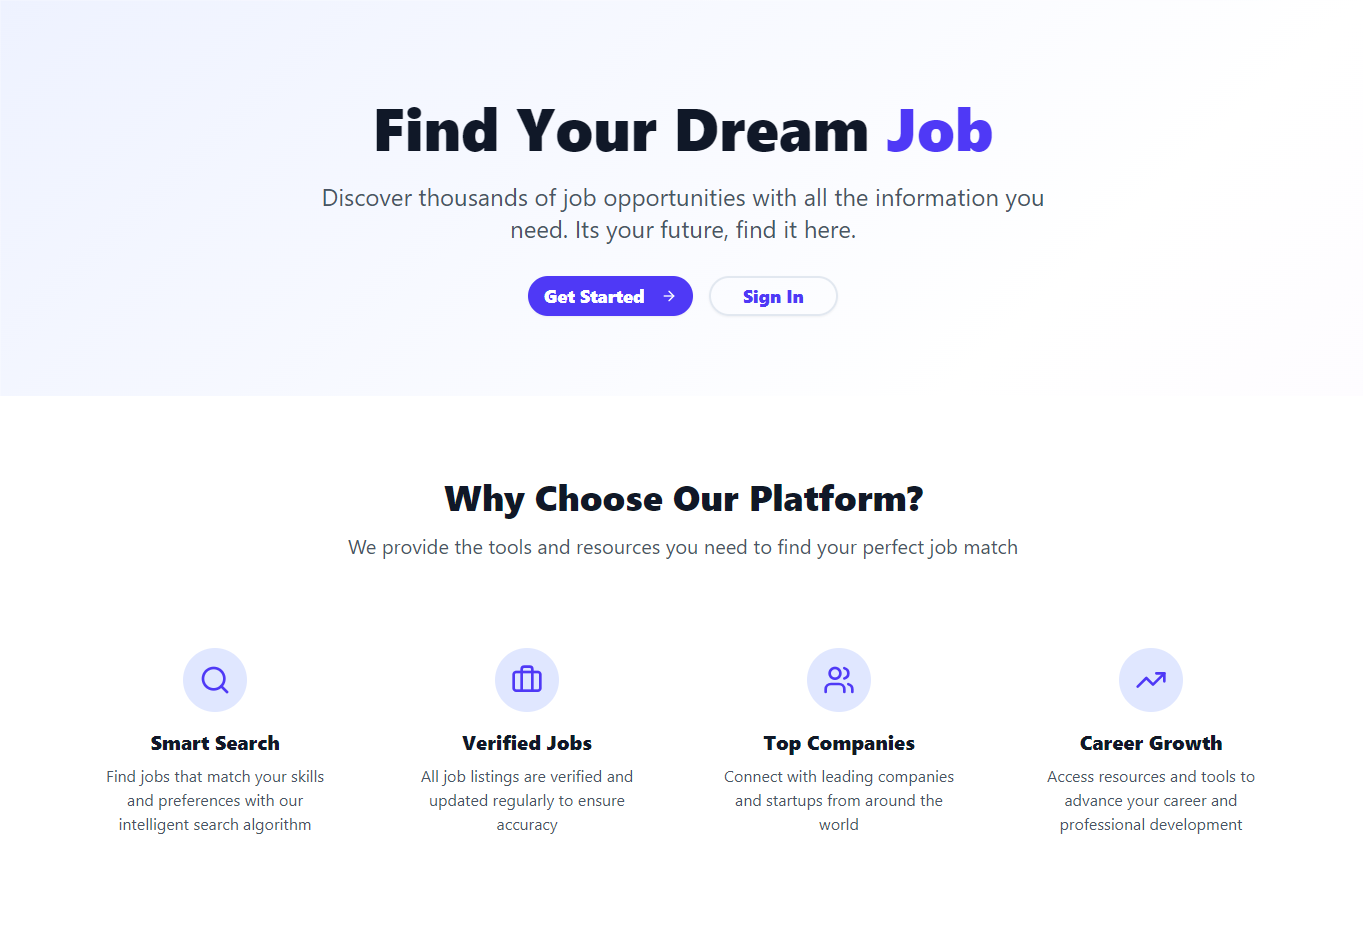 Find Your Dream Job
Discover thousands of job opportunities with all the information you
need. Its your future, find it here.
Get Started
Sign In
Why Choose Our Platform?
We provide the tools and resources you need to find your perfect job match
Smart Search
Find jobs that match your skills
and preferences with our
intelligent search algorithm
Verified Jobs
All job listings are verified and
updated regularly to ensure
accuracy
Top Companies
Connect with leading companies
and startups from around the
world
Career Growth
Access resources and tools to
advance your career and
professional development